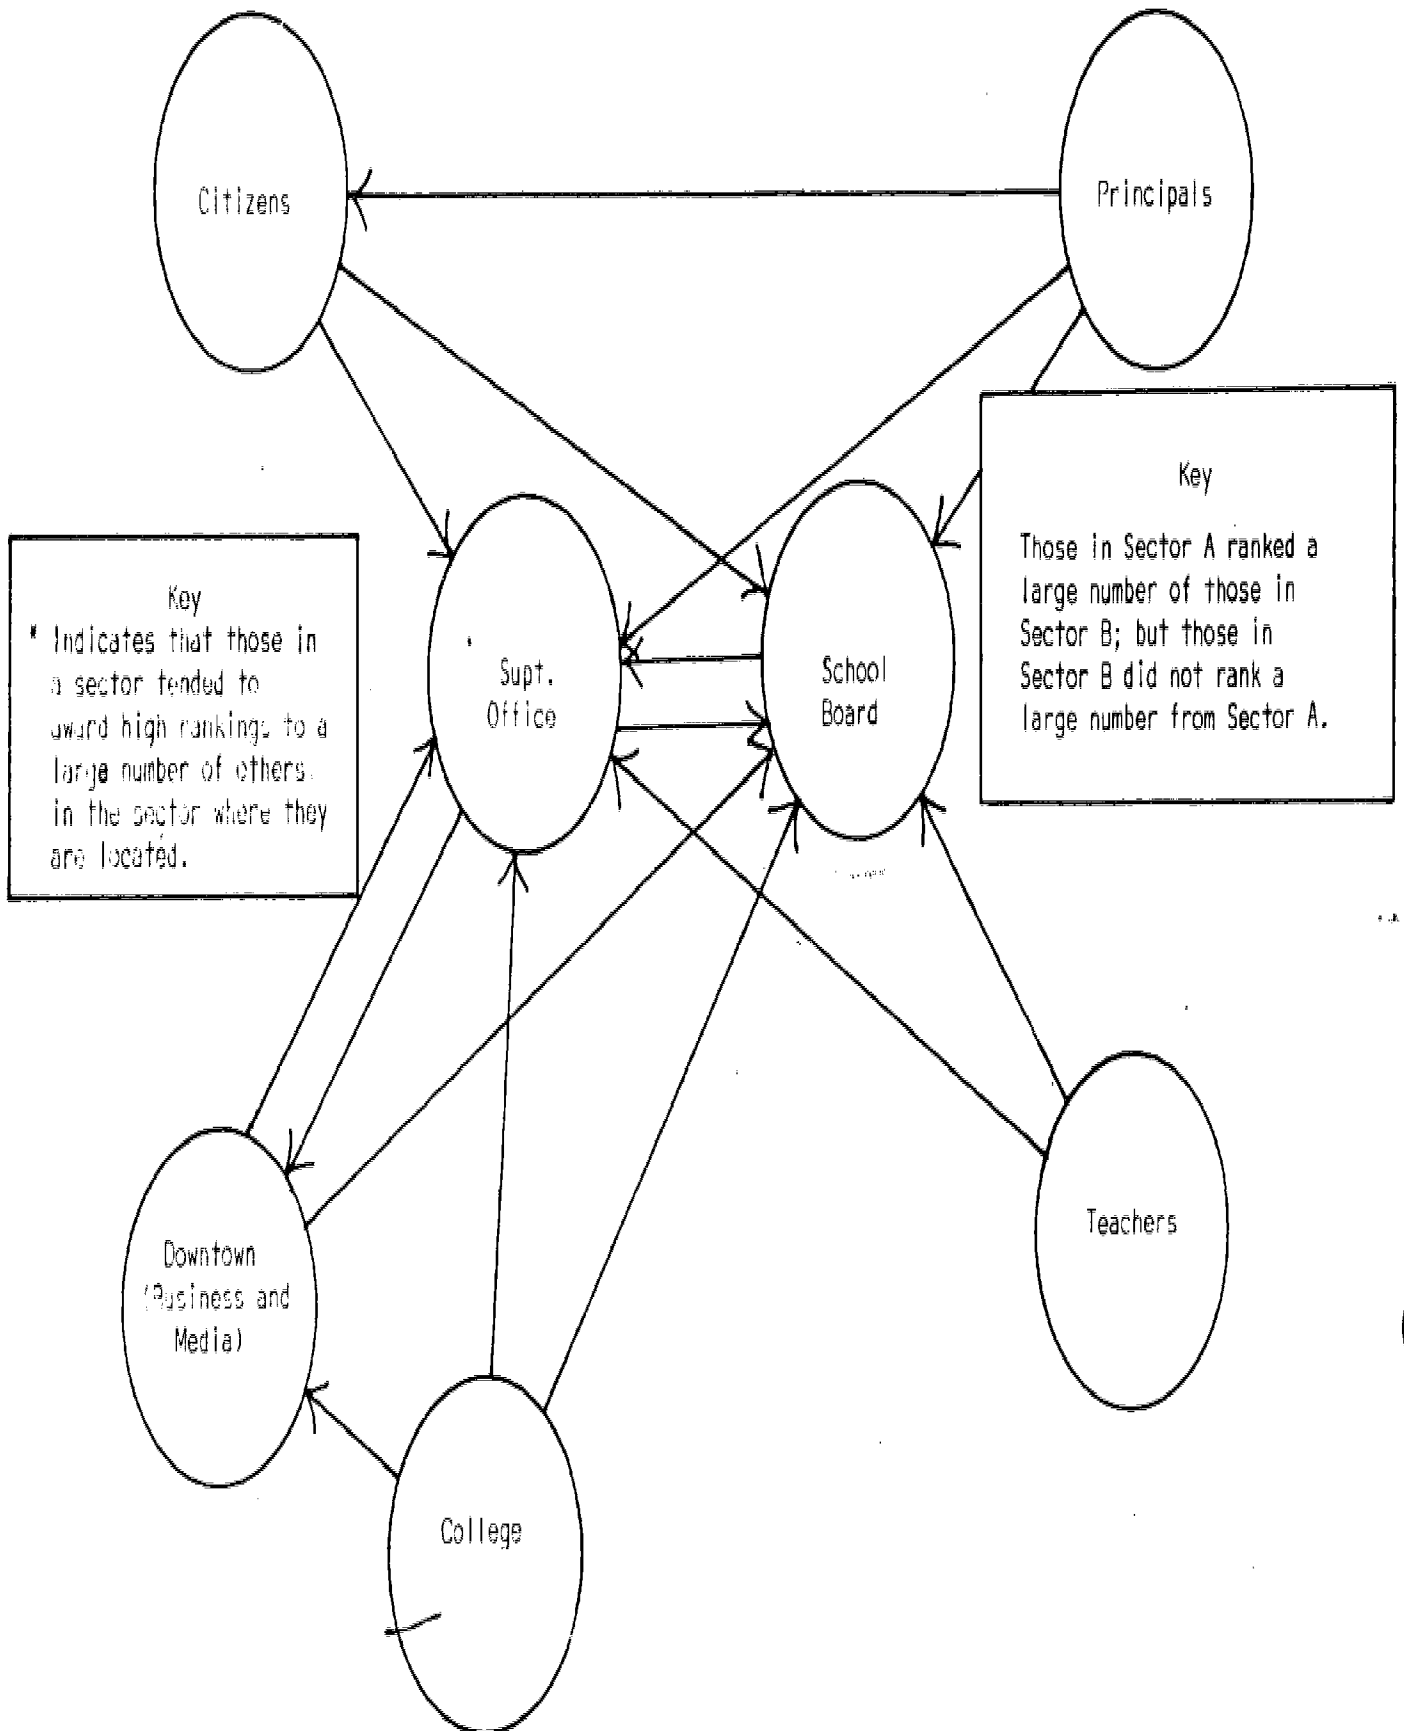 Citizens
Principals
Key
Those in Sector A ranked a
large number of those in
Sector B; but those in
Sector B did not rank a
large number from Sector A.
Key
* Indicates that those in
a sector tended to
award high rankings to a
large number of others
in the sector where they
are located.
*
Supt.
Office
School
Board
Downtown
(Business and
Media)
Teachers
College